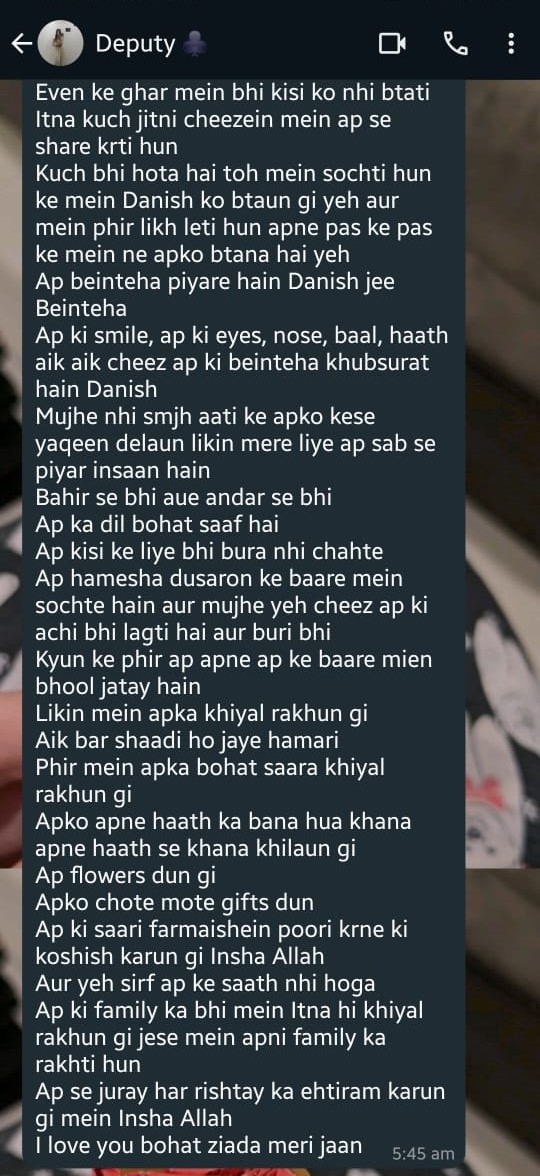 Deputy
Even ke ghar mein bhi kisi ko nhi btati
Itna kuch jitni cheezein mein ap se
share krti hun
Kuch bhi hota hai toh mein sochti hun
ke mein Danish ko btaun gi yeh aur
mein phir likh leti hun apne pas ke pas
ke mein ne apko btana hai yeh
Ap beinteha piyare hain Danish jee
Beinteha
Ap ki smile, ap ki eyes, nose, baal, haath
aik aik cheez ap ki beinteha khubsurat
hain Danish
Mujhe nhi smjh aati ke apko kese
yaqeen delaun likin mere liye ap sab se
piyar insaan hain
Bahir se bhi aue andar se bhi
Ap ka dil bohat saaf hai
Ap kisi ke liye bhi bura nhi chahte
Ap hamesha dusaron ke baare mein
sochte hain aur mujhe yeh cheez ap ki
achi bhi lagti hai aur buri bhi
Kyun ke phir ap apne ap ke baare mien
bhool jatay hain
Likin mein apka khiyal rakhun gi
Aik bar shaadi ho jaye hamari
Phir mein apka bohat saara khiyal
rakhun gi
Apko apne haath ka bana hua khana
apne haath se khana khilaun gi
Ap flowers dun gi
Apko chote mote gifts dun
Ap ki saari farmaishein poori krne ki
koshish karun gi Insha Allah
Aur yeh sirf ap ke saath nhi hoga
Ap ki family ka bhi mein Itna hi khiyal
rakhun gi jese mein apni family ka
rakhti hun
Ap se juray har rishtay ka ehtiram karun
gi mein Insha Allah
I love you bohat ziada meri jaan
5:45 am